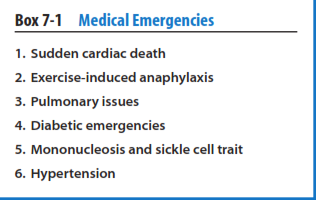 Box 7-1 Medical Emergencies
1. Sudden cardiac death
2. Exercise-induced anaphylaxis
3. Pulmonary issues
4. Diabetic emergencies
5. Mononucleosis and sickle cell trait
6. Hypertension